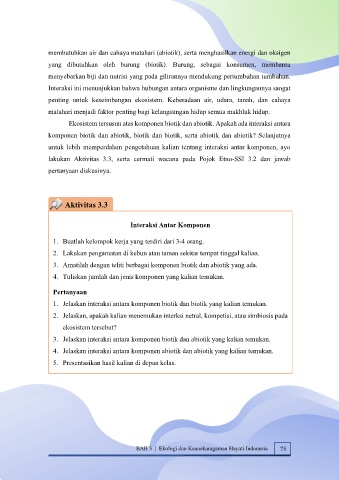 membutuhkan air dan cahaya matahari (abiotik), serta menghasilkan energi dan oksigen
yang dibutuhkan oleh burung (biotik). Burung, sebagai konsumen, membantu
menyebarkan biji dan nutrisi yang pada gilirannya mendukung pertumbuhan tumbuhan.
Interaksi ini menunjukkan bahwa hubungan antara organisme dan lingkungannya sangat
penting untuk keseimbangan ekosistem. Keberadaan air, udara, tanah, dan cahaya
matahari menjadi faktor penting bagi kelangsungan hidup semua makhluk hidup.
Ekosistem tersusun atas komponen biotik dan abiotik. Apakah ada interaksi antara
komponen biotik dan abiotik, biotik dan biotik, serta abiotik dan abiotik? Selanjutnya
untuk lebih memperdalam pengetahuan kalian tentang interaksi antar komponen, ayo
lakukan Aktivitas 3.3, serta cermati wacana pada Pojok Etno-SSI 3.2 dan jawab
pertanyaan diskusinya.
Aktivitas 3.3
Interaksi Antar Komponen
1. Buatlah kelompok kerja yang terdiri dari 3-4 orang.
2. Lakukan pengamatan di kebun atau taman sekitar tempat tinggal kalian.
3. Amatilah dengan teliti berbagai komponen biotik dan abiotik yang ada.
4. Tuliskan jumlah dan jenis komponen yang kalian temukan.
Pertanyaan
1. Jelaskan interaksi antara komponen biotik dan biotik yang kalian temukan.
2. Jelaskan, apakah kalian menemukan interksi netral, kompetisi, atau simbiosis pada
ekosistem tersebut?
3. Jelaskan interaksi antara komponen biotik dan abiotik yang kalian temukan.
4. Jelaskan interaksi antara komponen abiotik dan abiotik yang kalian temukan.
5. Presentasikan hasil kalian di depan kelas.
BAB 3 | Ekologi dan Keanekaragaman Hayati Indonesia 75